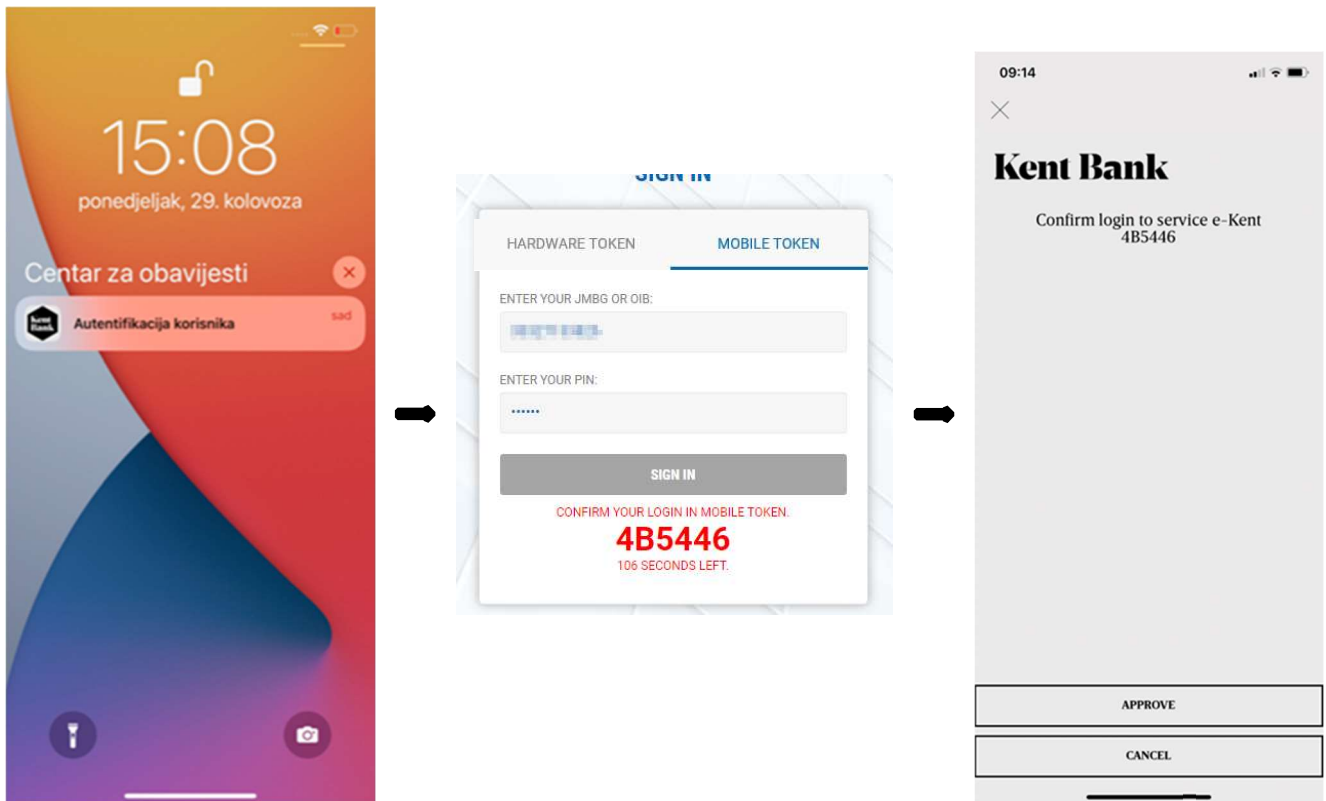 15:08
ponedjeljak, 29. kolovoza
Centar za obavijesti
Kent Bank
Autentifikacija korisnika
sad
SIGN IN
HARDWARE TOKEN
MOBILE TOKEN
ENTER YOUR JMBG OR OIB:
ENTER YOUR PIN:
SIGN IN
CONFIRM YOUR LOGIN IN MOBILE TOKEN.
4B5446
106 SECONDS LEFT.
09:14
Kent Bank
Confirm login to service e-Kent
4B5446
APPROVE
CANCEL